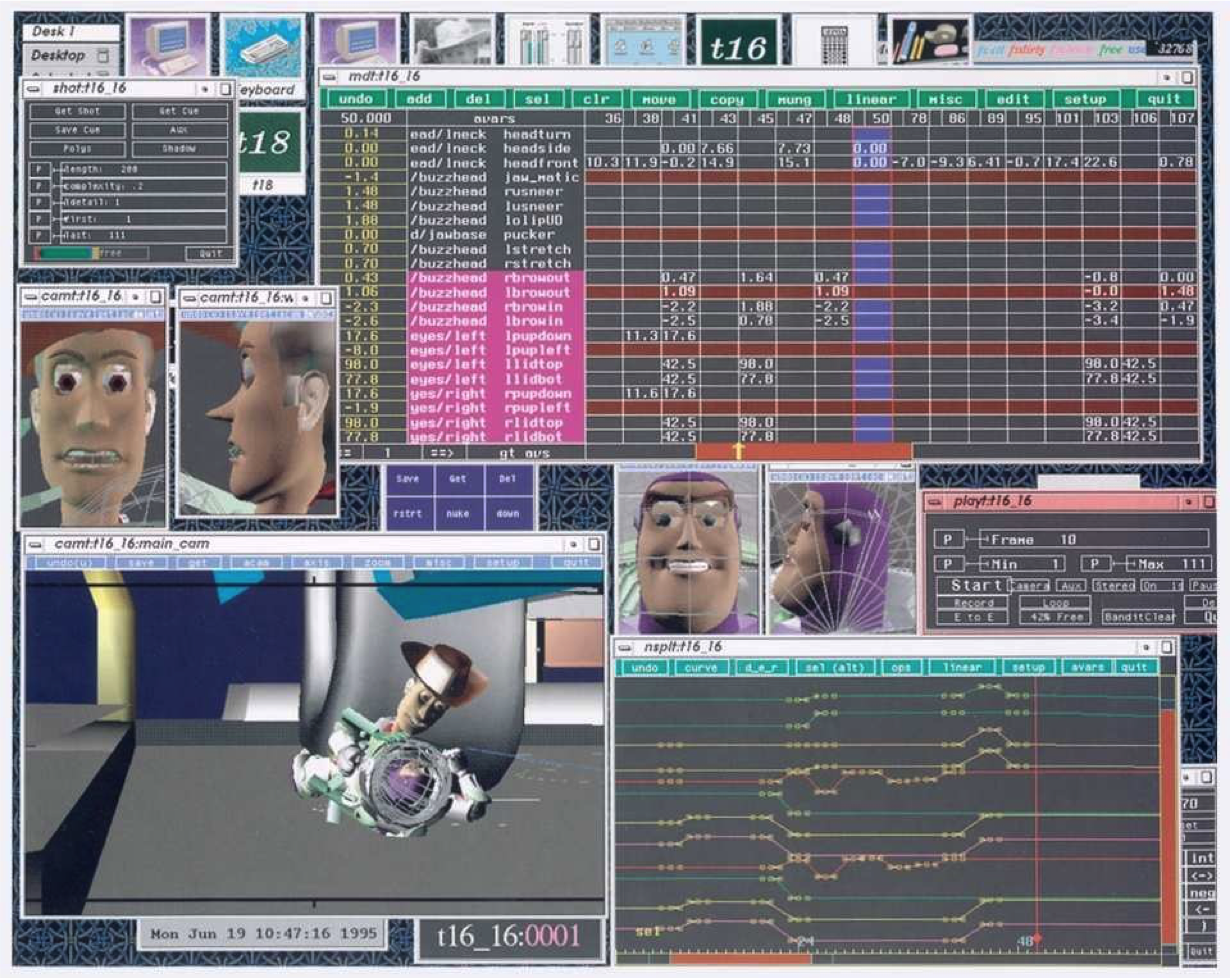 Desk 1
Desktop
Keyboard
t16
free
32768
shot:t16_16
Get Shot Get Cue
Save Cue Aux
Polys Shadow
P length: 200
P complexity: .2
P ldetail: 1
P first: 1
P last: 111
free Quit
t18
t18
mdt:t16_16
undo add del sel clr move copy mung linear misc edit setup quit
50.000 avars 36 38 41 43 45 47 48 50 78 86 89 95 101 103 106 107
0.14 ead/lneck headturn
0.00 ead/lneck headside 0.00 7.66 7.73 0.00
0.00 ead/lneck headfront 10.3 11.9 -0.2 14.9 15.1 0.00 -7.0 -9.3 6.41 -0.7 17.4 22.6 0.78
-1.4 /buzzhead jaw_matic
1.48 /buzzhead rusneer
1.48 /buzzhead lusneer
1.88 /buzzhead lolipUD
0.00 d/jawbase pucker
0.70 /buzzhead lstretch
0.70 /buzzhead rstretch
0.43 /buzzhead rbrowout 0.47 1.64 0.47 -0.8 0.00
1.06 /buzzhead lbrowout 1.09 1.09 -0.0 1.48
-2.3 /buzzhead rbrowin -2.2 1.88 -2.2 -3.2 0.47
-2.6 /buzzhead lbrowin -2.5 0.78 -2.5 -3.4 -1.9
17.6 eyes/left lpupdown 11.3 17.6
-8.0 eyes/left lpupleft
98.0 eyes/left llidtop 42.5 98.0 98.0 42.5
77.8 eyes/left llidbot 42.5 77.8 77.8 42.5
17.6 yes/right rpupdown 11.6 17.6
-1.9 yes/right rpupleft
98.0 yes/right rlidtop 42.5 98.0 98.0 42.5
77.8 yes/right rlidbot 42.5 77.8 77.8 42.5
1 ==> gt avs
camt:t16_16
camt:t16_16:w
Save Get Del
rstrt nuke down
camt:t16_16:main_cam
undo(u) save get acam axis zoom misc setup quit
playt:t16_16
P Frame 10
P Min 1 P Max 111
Start Camera Aux Stereo On is Paus
Record Loop De
E to E 42% Free BanditClear Qu
nsplt:t16_16
undo curve d_e_r sel (alt) ops linear setup avars quit
sel
24 48
70
int
<->
neg
<-
)
Quit
Mon Jun 19 10:47:16 1995
t16_16:0001